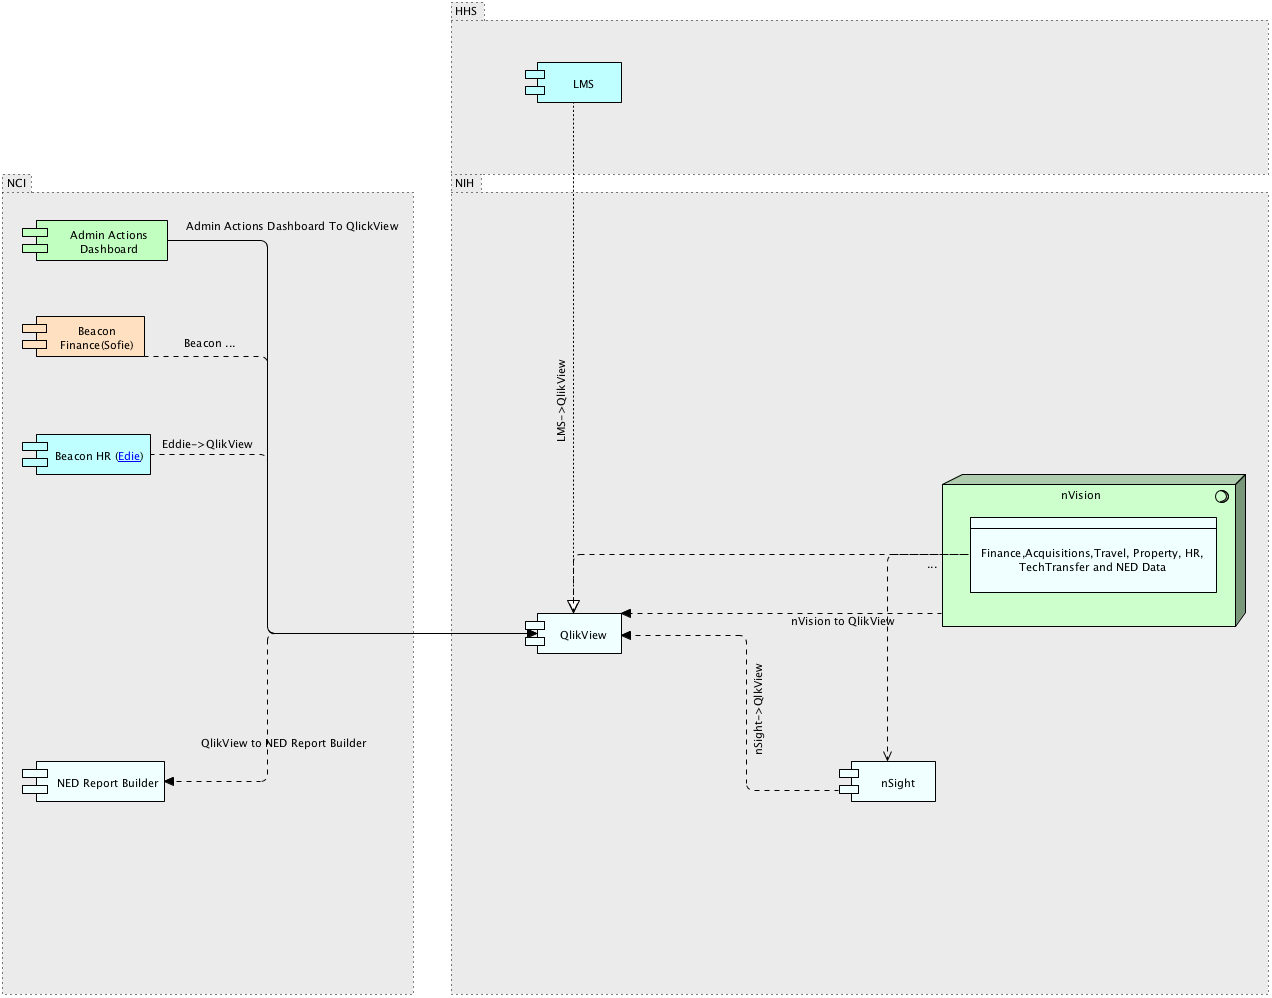 HHS
LMS
NCI
NIH
Admin Actions Dashboard To QlickView
Admin Actions
Dashboard
Beacon
Finance(Sofie)
Beacon ...
LMS->QlikView
Eddie->QlikView
Beacon HR (Edie)
nVision
Finance,Acquisitions,Travel, Property, HR,
TechTransfer and NED Data
...
nVision to QlikView
QlikView
nSight->QlkView
QlikView to NED Report Builder
NED Report Builder
nSight